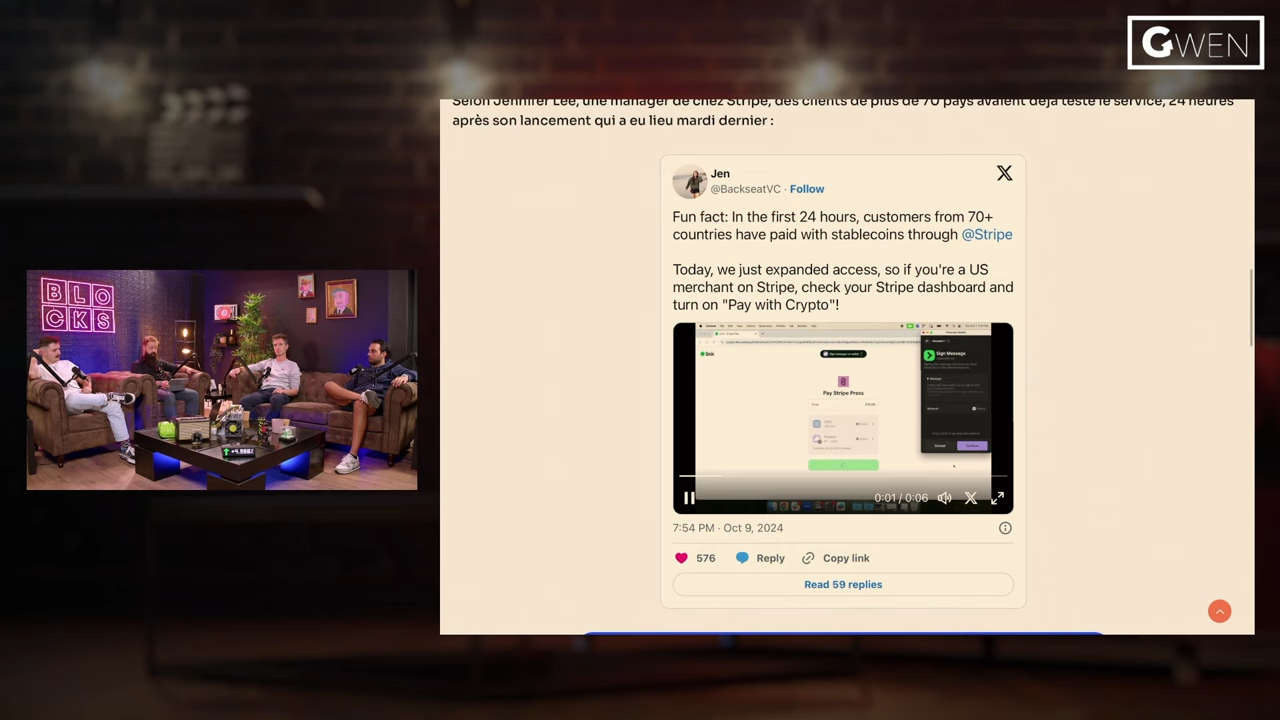 GWEN
Selon Jennifer Lee, une manager de chez Stripe, des clients de plus de 70 pays avaient déjà testé le service, 24 heures
après son lancement qui a eu lieu mardi dernier :
Jen
@BackseatVC · Follow
Fun fact: In the first 24 hours, customers from 70+
countries have paid with stablecoins through @Stripe
Today, we just expanded access, so if you're a US
merchant on Stripe, check your Stripe dashboard and
turn on "Pay with Crypto"!
link
Pay Stripe Press
Sign Message
Cancel
Confirm
0:01 / 0:06
7:54 PM · Oct 9, 2024
576 Reply Copy link
Read 59 replies
BLO
CKS